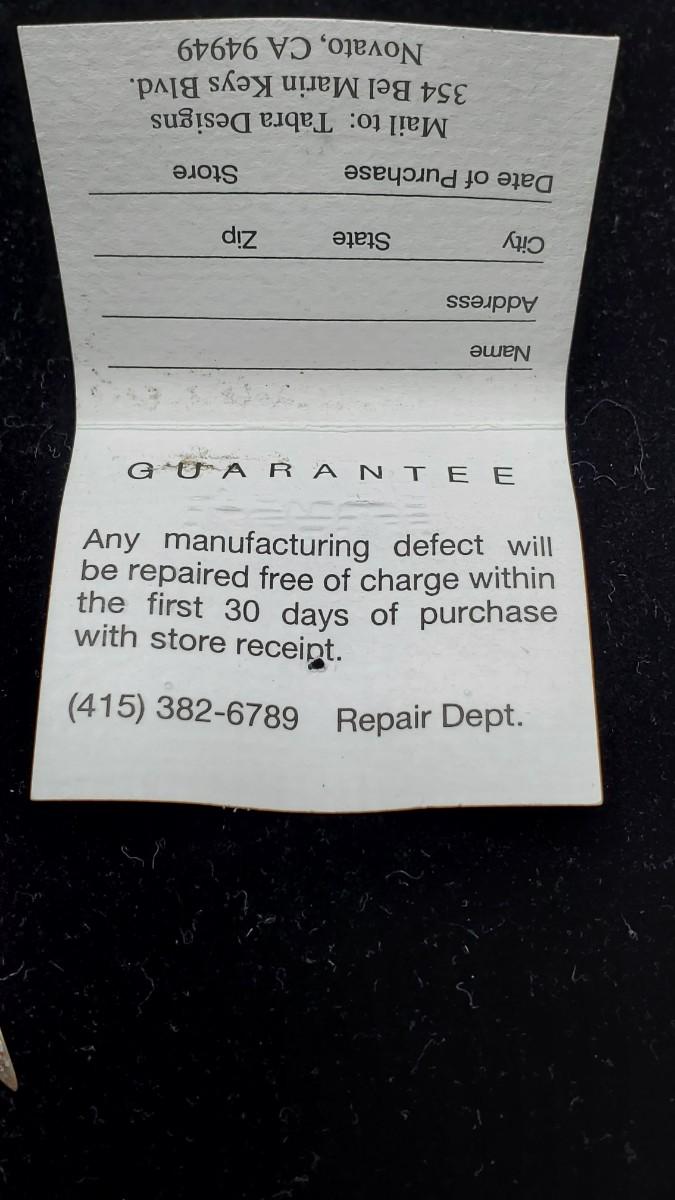 Mail to: Tabra Designs
354 Bel Marin Keys Blvd.
Novato, CA 94949
Name
Address
City State Zip
Date of Purchase Store
GUARANTEE
Any manufacturing defect will
be repaired free of charge within
the first 30 days of purchase
with store receipt.
(415) 382-6789 Repair Dept.